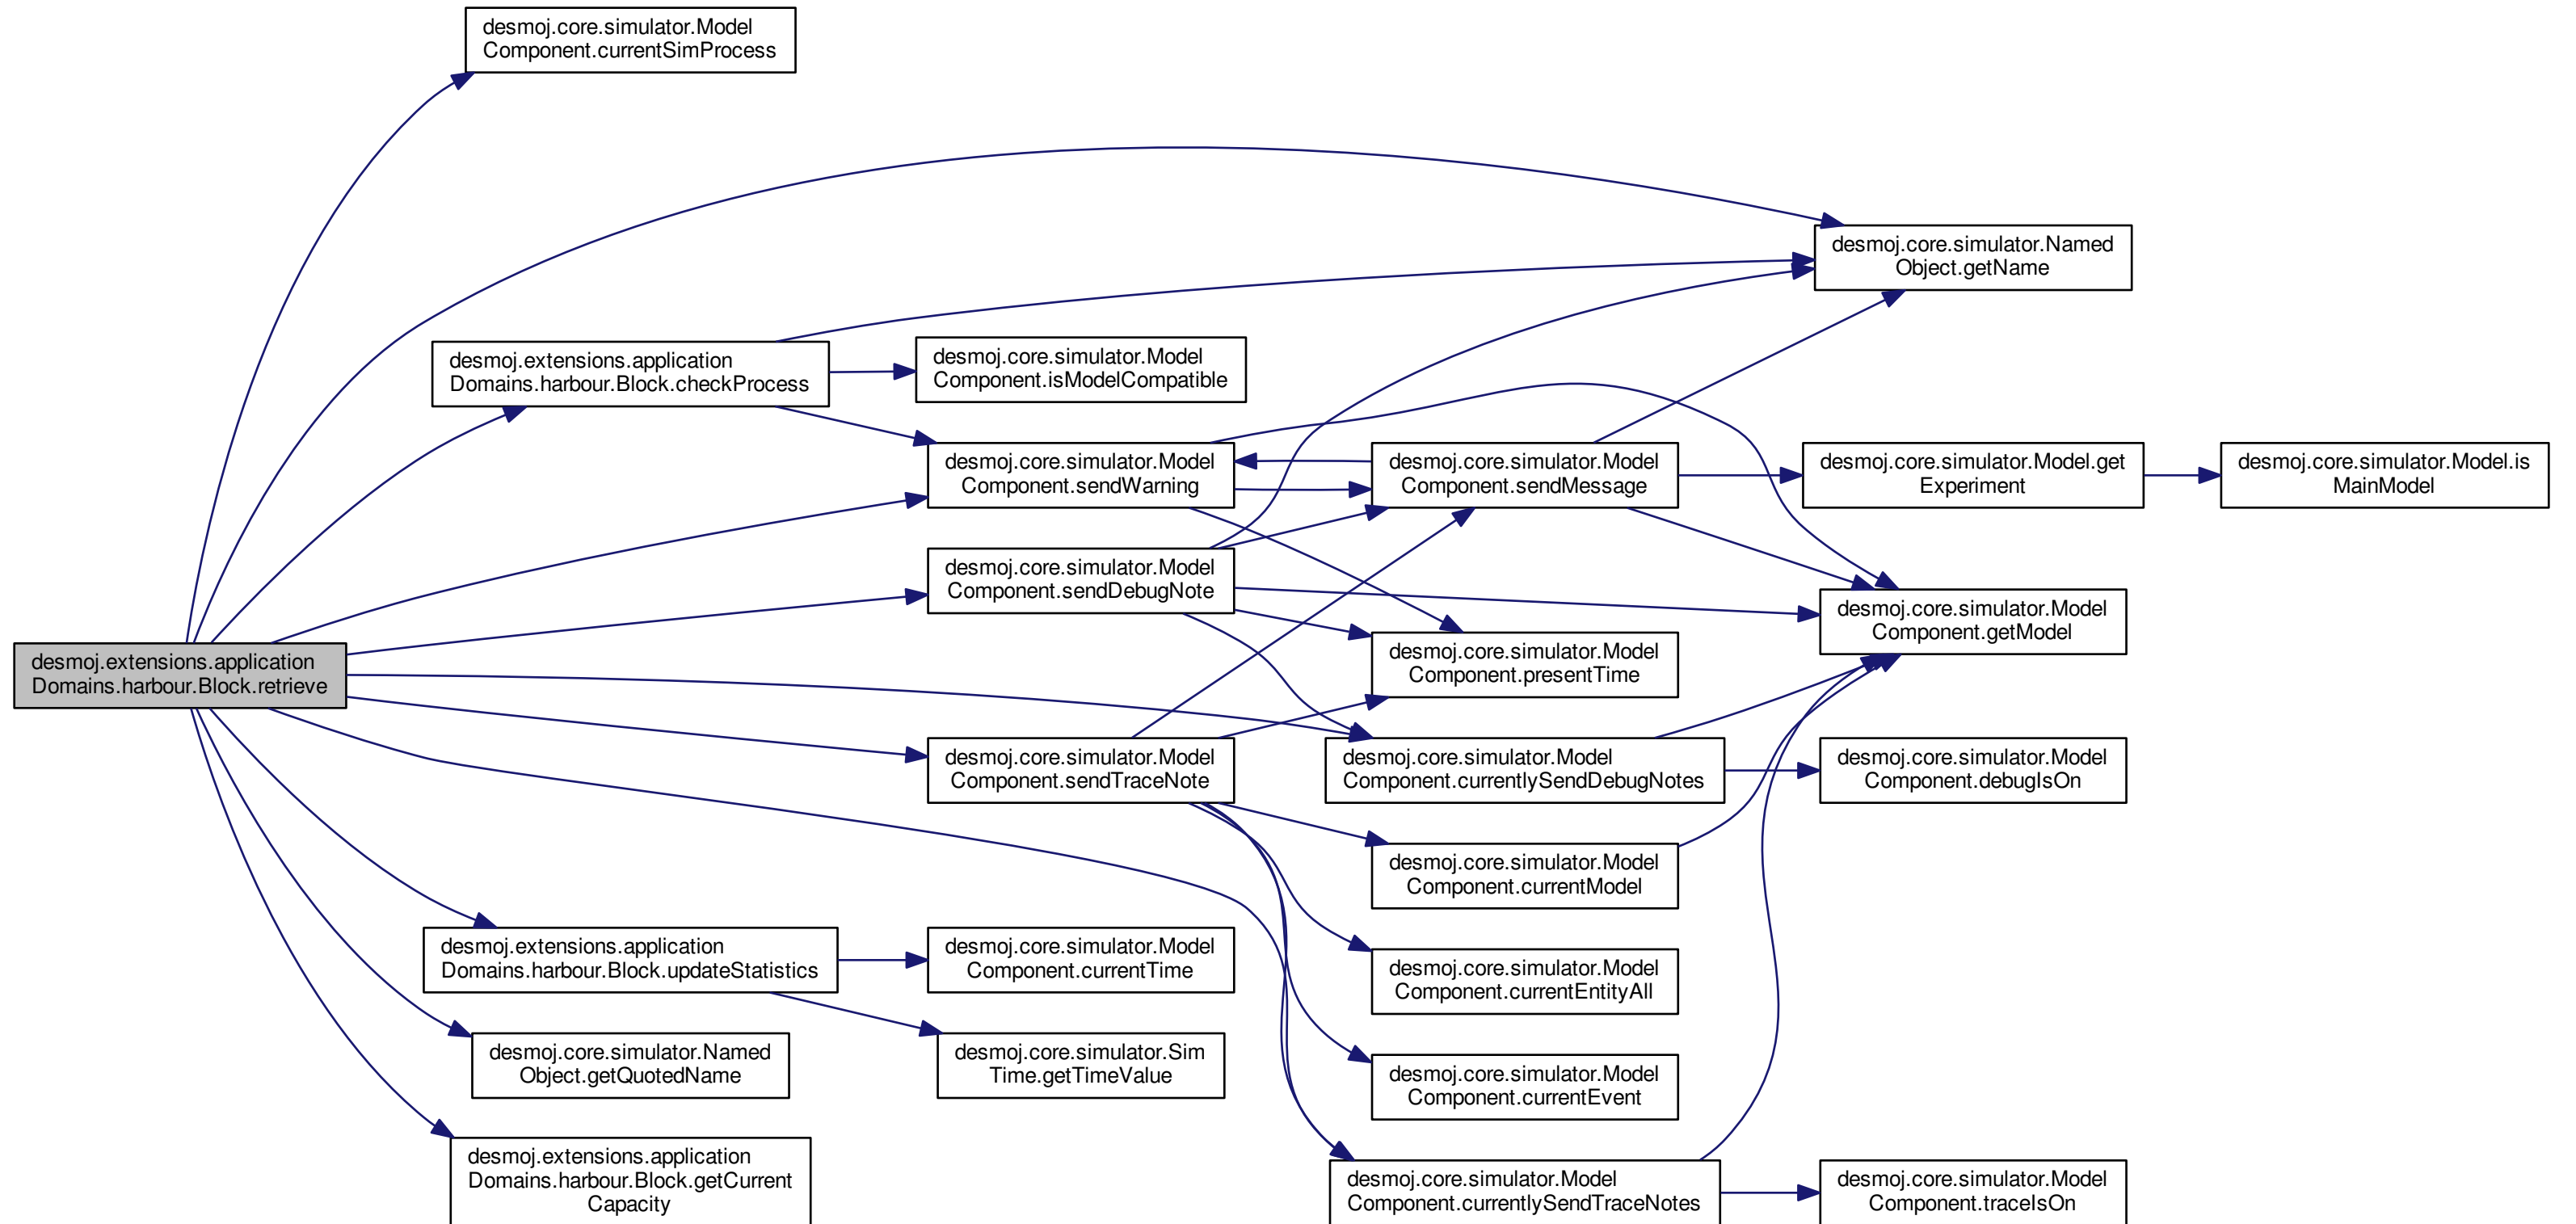 desmoj.core.simulator.Model
Component.currentSimProcess
desmoj.core.simulator.Named
Object.getName
desmoj.extensions.application
Domains.harbour.Block.checkProcess
desmoj.core.simulator.Model
Component.isModelCompatible
desmoj.core.simulator.Model
Component.sendWarning
desmoj.core.simulator.Model
Component.sendMessage
desmoj.core.simulator.Model.get
Experiment
desmoj.core.simulator.Model.is
MainModel
desmoj.core.simulator.Model
Component.sendDebugNote
desmoj.core.simulator.Model
Component.getModel
desmoj.extensions.application
Domains.harbour.Block.retrieve
desmoj.core.simulator.Model
Component.presentTime
desmoj.core.simulator.Model
Component.sendTraceNote
desmoj.core.simulator.Model
Component.currentlySendDebugNotes
desmoj.core.simulator.Model
Component.debugIsOn
desmoj.core.simulator.Model
Component.currentModel
desmoj.extensions.application
Domains.harbour.Block.updateStatistics
desmoj.core.simulator.Model
Component.currentTime
desmoj.core.simulator.Model
Component.currentEntityAll
desmoj.core.simulator.Named
Object.getQuotedName
desmoj.core.simulator.Sim
Time.getTimeValue
desmoj.core.simulator.Model
Component.currentEvent
desmoj.extensions.application
Domains.harbour.Block.getCurrent
Capacity
desmoj.core.simulator.Model
Component.currentlySendTraceNotes
desmoj.core.simulator.Model
Component.traceIsOn